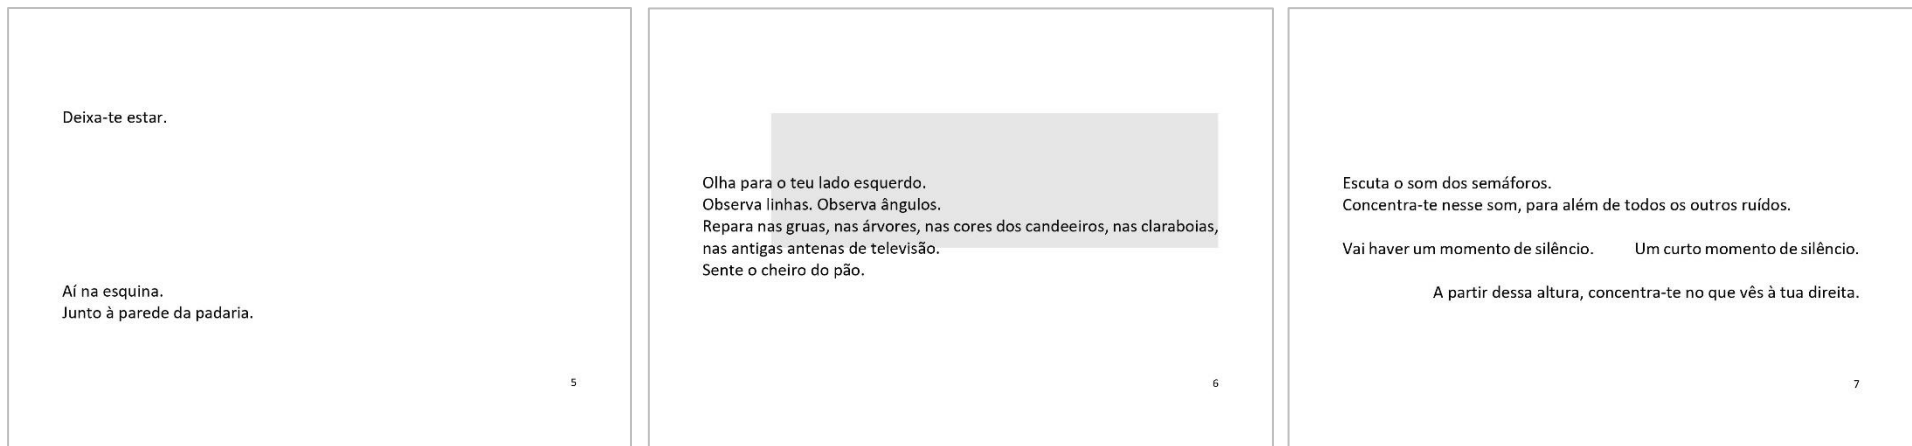 Deixa-te estar.
Aí na esquina.
Junto à parede da padaria.
5
Olha para o teu lado esquerdo.
Observa linhas. Observa ângulos.
Repara nas gruas, nas árvores, nas cores dos candeeiros, nas claraboias,
nas antigas antenas de televisão.
Sente o cheiro do pão.
6
Escuta o som dos semáforos.
Concentra-te nesse som, para além de todos os outros ruídos.
Vai haver um momento de silêncio. Um curto momento de silêncio.
A partir dessa altura, concentra-te no que vês à tua direita.
7